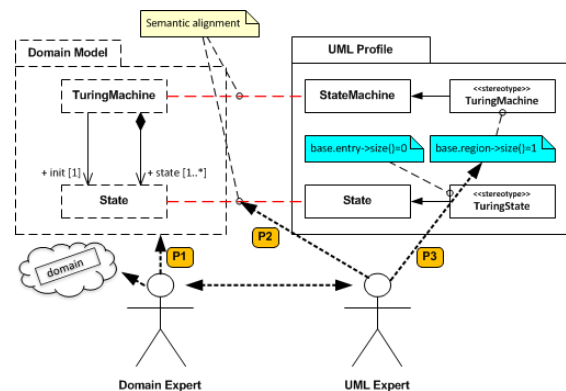 Semantic alignment
Domain Model
UML Profile
TuringMachine
StateMachine
<<stereotype>>
TuringMachine
base.entry->size()=0
base.region->size()=1
+ init [1]
+ state [1..*]
State
State
<<stereotype>>
TuringState
P1
P2
P3
domain
Domain Expert
UML Expert